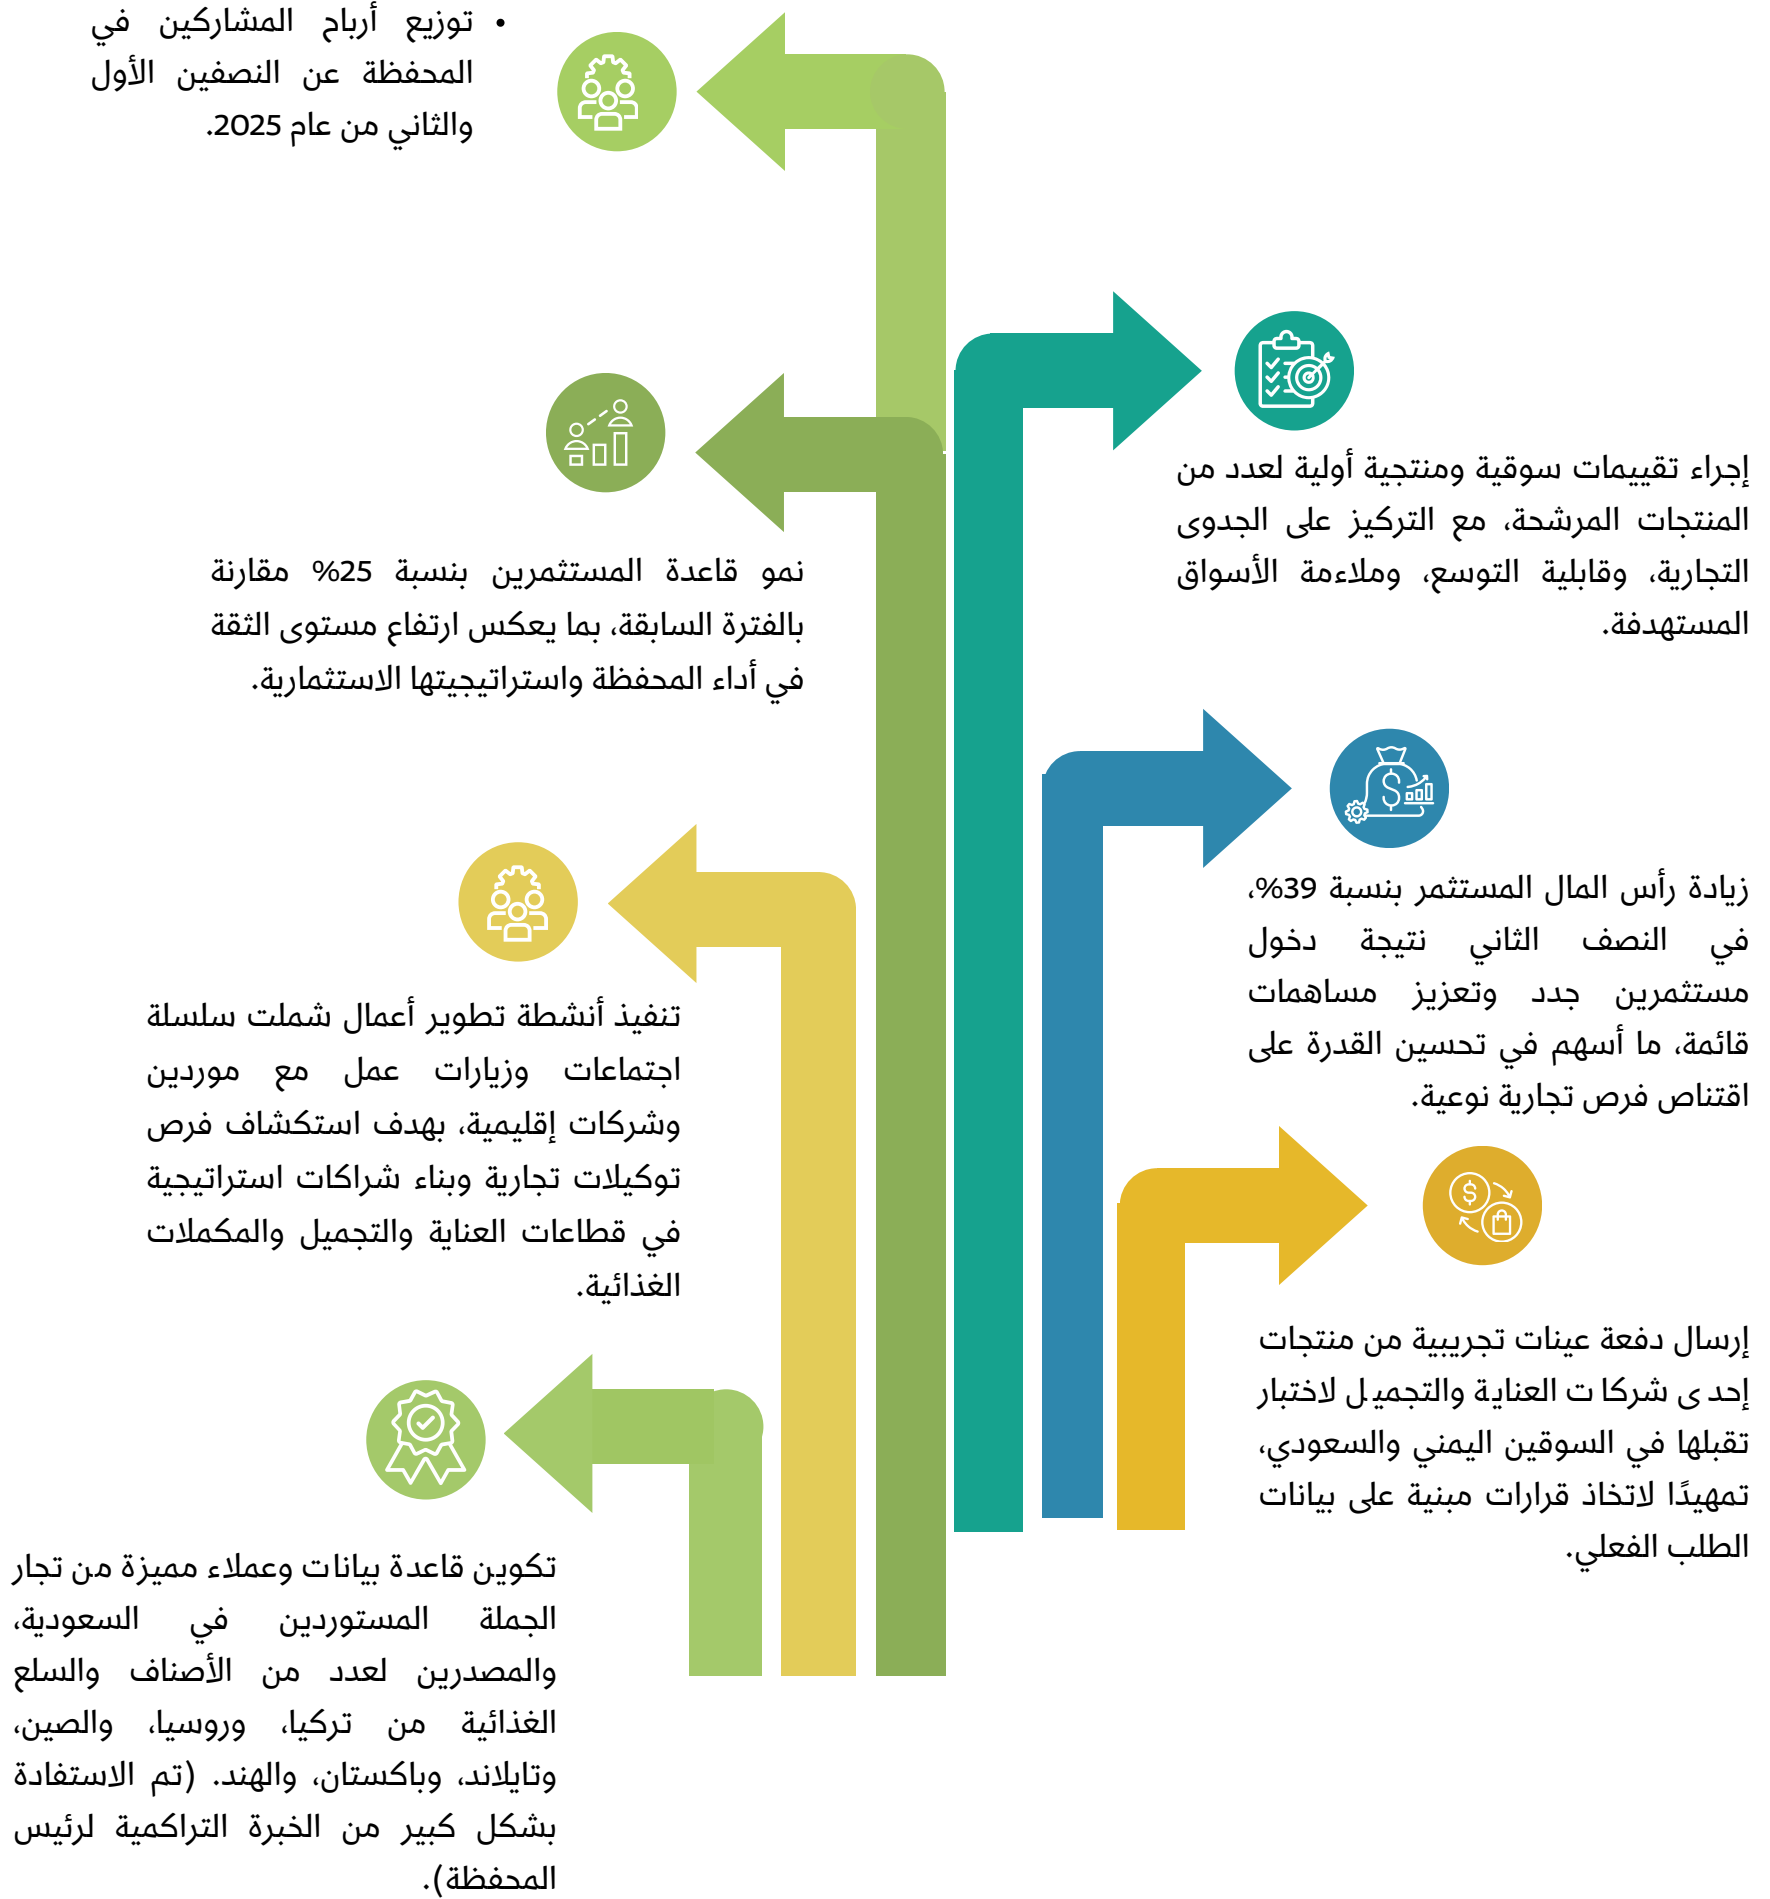 • توزيع أرباح المشاركين في
المحفظة عن النصفين الأول
والثاني من عام 2025.
إجراء تقييمات سوقية ومنتجية أولية لعدد من
المنتجات المرشحة، مع التركيز على الجدوى
التجارية، وقابلية التوسع، وملاءمة الأسواق
المستهدفة.
نمو قاعدة المستثمرين بنسبة 25% مقارنة
بالفترة السابقة، بما يعكس ارتفاع مستوى الثقة
في أداء المحفظة واستراتيجيتها الاستثمارية.
زيادة رأس المال المستثمر بنسبة 39%،
في النصف الثاني نتيجة دخول
مستثمرين جدد وتعزيز مساهمات
قائمة، ما أسهم في تحسين القدرة على
اقتناص فرص تجارية نوعية.
تنفيذ أنشطة تطوير أعمال شملت سلسلة
اجتماعات وزيارات عمل مع موردين
وشركات إقليمية، بهدف استكشاف فرص
توكيلات تجارية وبناء شراكات استراتيجية
في قطاعات العناية والتجميل والمكملات
الغذائية.
إرسال دفعة عينات تجريبية من منتجات
إحدى شركات العناية والتجميل لاختبار
تقبلها في السوقين اليمني والسعودي،
تمهيدًا لاتخاذ قرارات مبنية على بيانات
الطلب الفعلي.
تكوين قاعدة بيانات وعملاء مميزة من تجار
الجملة المستوردين في السعودية،
والمصدرين لعدد من الأصناف والسلع
الغذائية من تركيا، وروسيا، والصين،
وتايلاند، وباكستان، والهند. (تم الاستفادة
بشكل كبير من الخبرة التراكمية لرئيس
المحفظة).